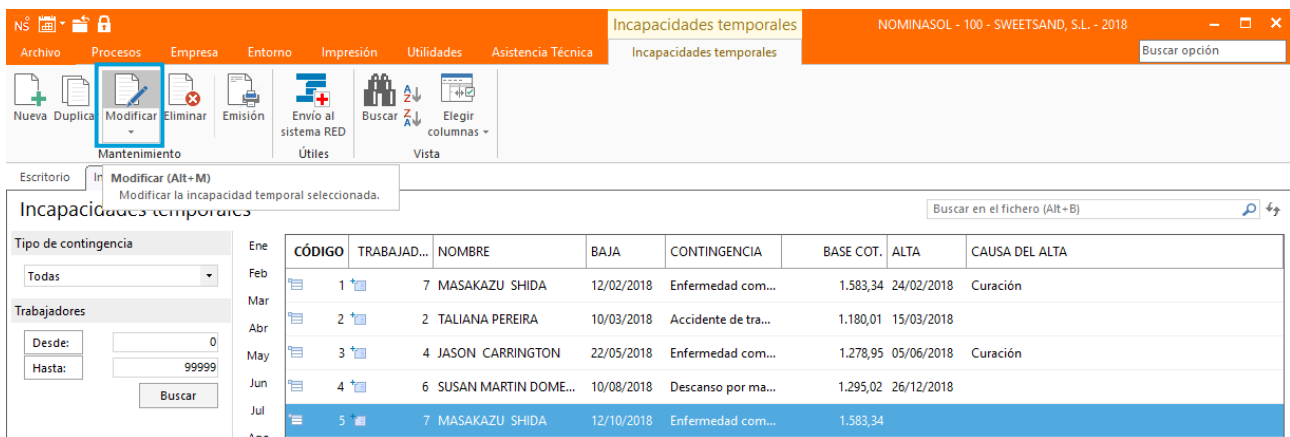 NS
Incapacidades temporales
NOMINASOL - 100 - SWEETSAND, S.L. - 2018
Archivo Procesos Empresa Entorno Impresión Utilidades Asistencia Técnica Incapacidades temporales Buscar opción
Nueva Duplica Modificar Eliminar Emisión Envío al sistema RED Buscar Elegir columnas
Mantenimiento Útiles Vista
Escritorio In
Modificar (Alt+M)
Modificar la incapacidad temporal seleccionada.
Incapacidades temporales
Buscar en el fichero (Alt+B)
Tipo de contingencia
Todas
Trabajadores
Desde: 0
Hasta: 99999
Buscar
Ene
Feb
Mar
Abr
May
Jun
Jul
Ago
CÓDIGO TRABAJAD... NOMBRE BAJA CONTINGENCIA BASE COT. ALTA CAUSA DEL ALTA
1 7 MASAKAZU SHIDA 12/02/2018 Enfermedad com... 1.583,34 24/02/2018 Curación
2 2 TALIANA PEREIRA 10/03/2018 Accidente de tra... 1.180,01 15/03/2018
3 4 JASON CARRINGTON 22/05/2018 Enfermedad com... 1.278,95 05/06/2018 Curación
4 6 SUSAN MARTIN DOME... 10/08/2018 Descanso por ma... 1.295,02 26/12/2018
5 7 MASAKAZU SHIDA 12/10/2018 Enfermedad com... 1.583,34